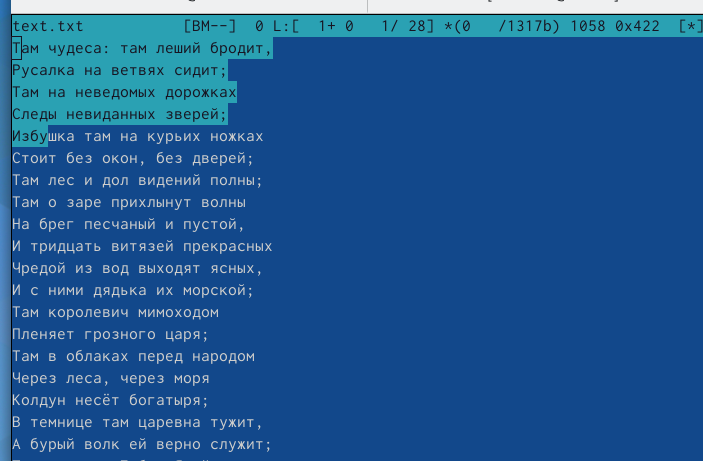 text.txt [BM--] 0 L:[ 1+ 0 1/ 28] *(0 /1317b) 1058 0x422 [*]
Там чудеса: там леший бродит,
Русалка на ветвях сидит;
Там на неведомых дорожках
Следы невиданных зверей;
Избушка там на курьих ножках
Стоит без окон, без дверей;
Там лес и дол видений полны;
Там о заре прихлынут волны
На брег песчаный и пустой,
И тридцать витязей прекрасных
Чредой из вод выходят ясных,
И с ними дядька их морской;
Там королевич мимоходом
Пленяет грозного царя;
Там в облаках перед народом
Через леса, через моря
Колдун несёт богатыря;
В темнице там царевна тужит,
А бурый волк ей верно служит;